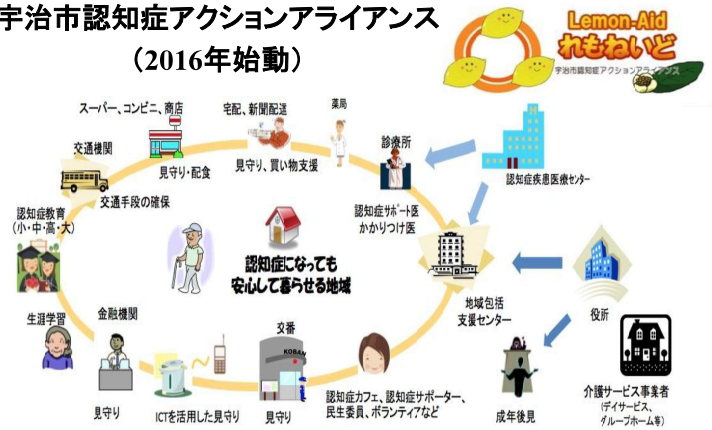 宇治市認知症アクションアライアンス
（2016年始動）
Lemon-Aid
れもねいど
宇治市認知症アクションアライアンス
スーパー、コンビニ、商店
宅配、新聞配送
薬局
診療所
交通機関
見守り・配食
見守り、買い物支援
認知症疾患医療センター
交通手段の確保
認知症教育
（小・中・高・大）
認知症サポート医
かかりつけ医
認知症になっても
安心して暮らせる地域
地域包括
支援センター
役所
生涯学習
金融機関
交番
KOBAN
介護サービス事業者
（デイサービス、
グループホーム等）
見守り
ICTを活用した見守り
見守り
認知症カフェ、認知症サポーター、
民生委員、ボランティアなど
成年後見